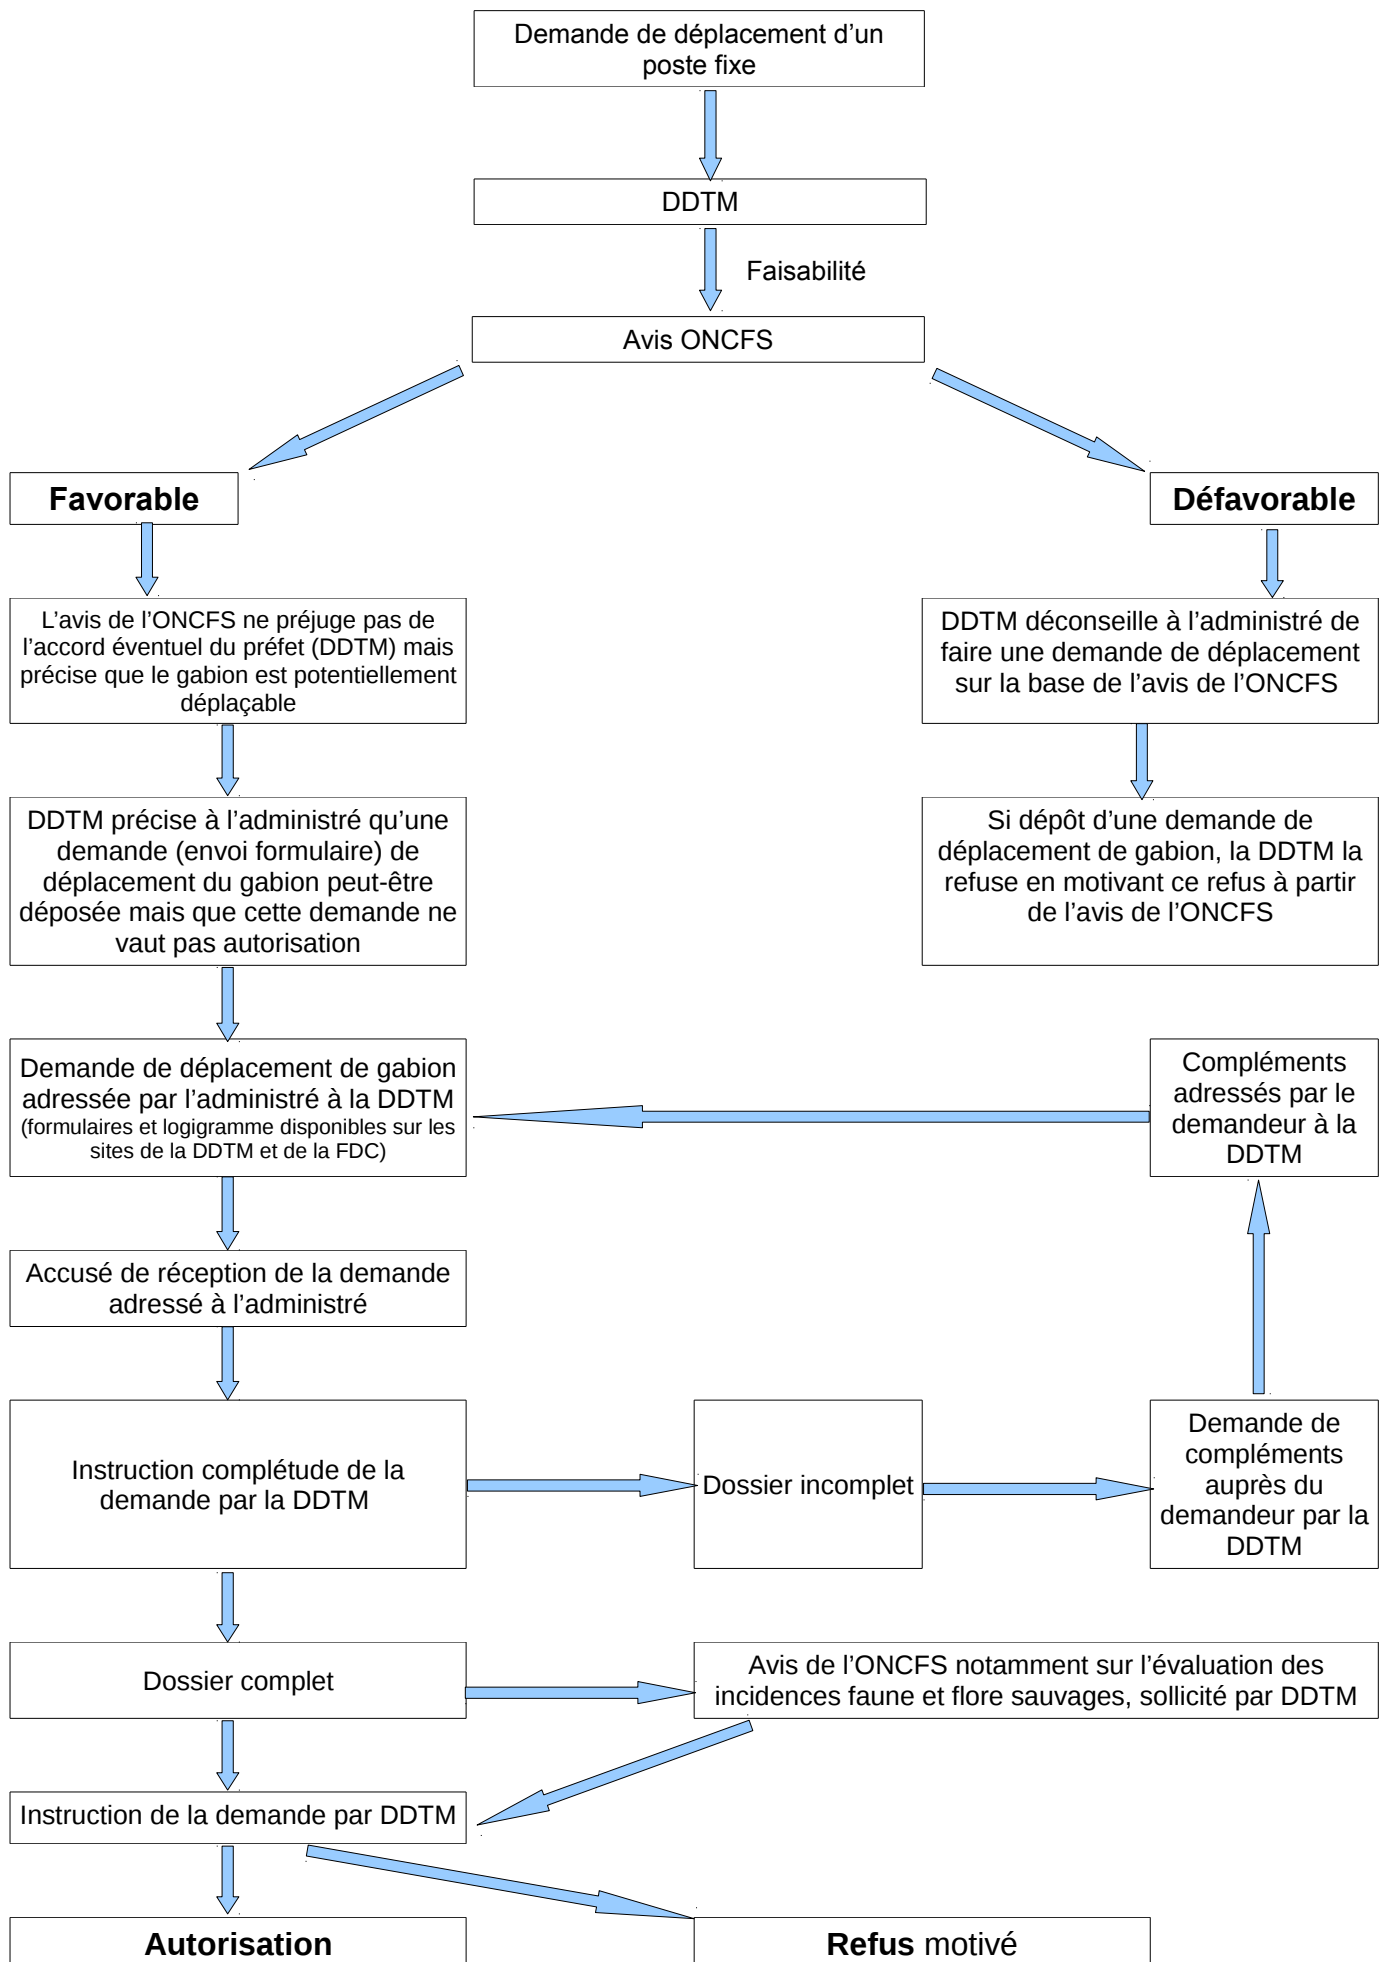 Demande de déplacement d’un
poste fixe
DDTM
Faisabilité
Avis ONCFS
Favorable
Défavorable
L’avis de l’ONCFS ne préjuge pas de
l’accord éventuel du préfet (DDTM) mais
précise que le gabion est potentiellement
déplaçable
DDTM déconseille à l’administré de
faire une demande de déplacement
sur la base de l’avis de l’ONCFS
DDTM précise à l’administré qu’une
demande (envoi formulaire) de
déplacement du gabion peut-être
déposée mais que cette demande ne
vaut pas autorisation
Si dépôt d’une demande de
déplacement de gabion, la DDTM la
refuse en motivant ce refus à partir
de l’avis de l’ONCFS
Demande de déplacement de gabion
adressée par l’administré à la DDTM
(formulaires et logigramme disponibles sur les
sites de la DDTM et de la FDC)
Compléments
adressés par le
demandeur à la
DDTM
Accusé de réception de la demande
adressé à l’administré
Instruction complétude de la
demande par la DDTM
Dossier incomplet
Demande de
compléments
auprès du
demandeur par la
DDTM
Dossier complet
Avis de l’ONCFS notamment sur l’évaluation des
incidences faune et flore sauvages, sollicité par DDTM
Instruction de la demande par DDTM
Autorisation
Refus motivé